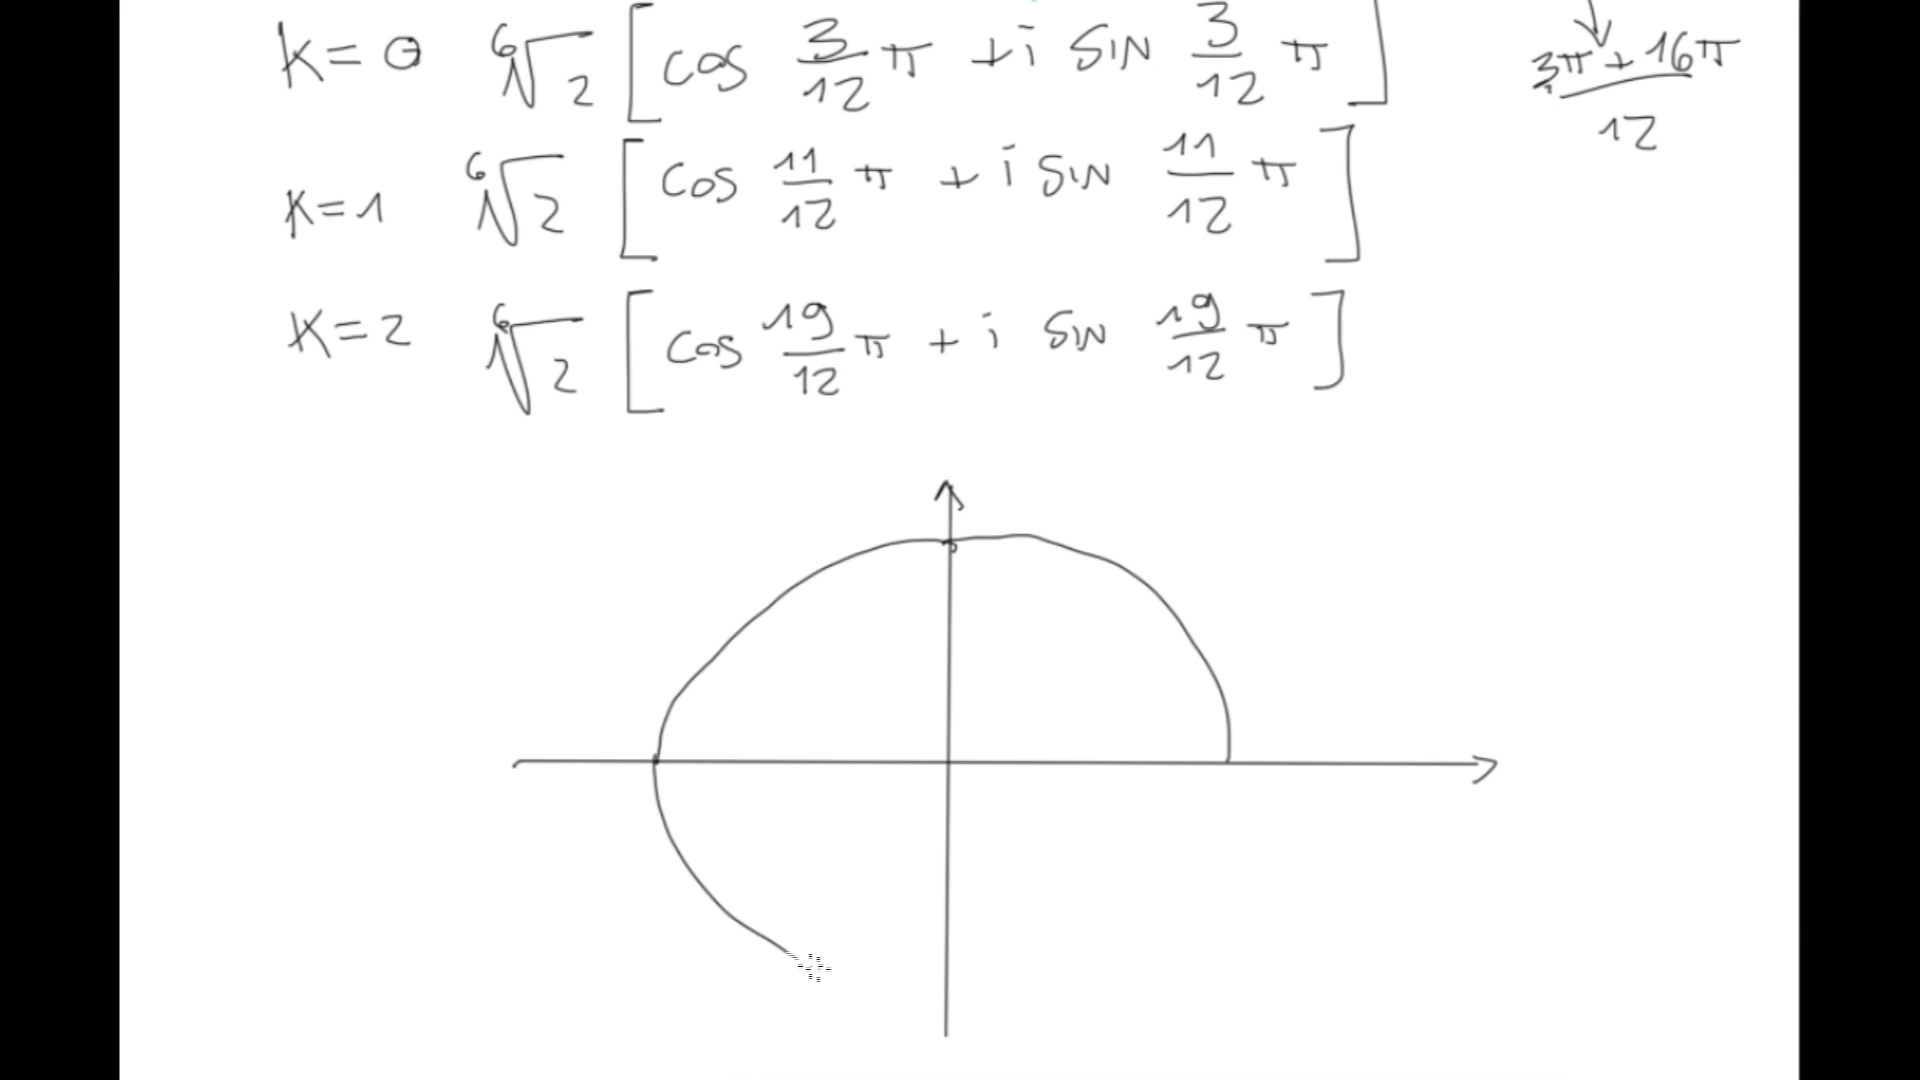 K=0 ⁶√2 [cos 3/12 π + i sin 3/12 π]
3π + 16π / 12
K=1 ⁶√2 [cos 11/12 π + i sin 11/12 π]
K=2 ⁶√2 [cos 19/12 π + i sin 19/12 π]